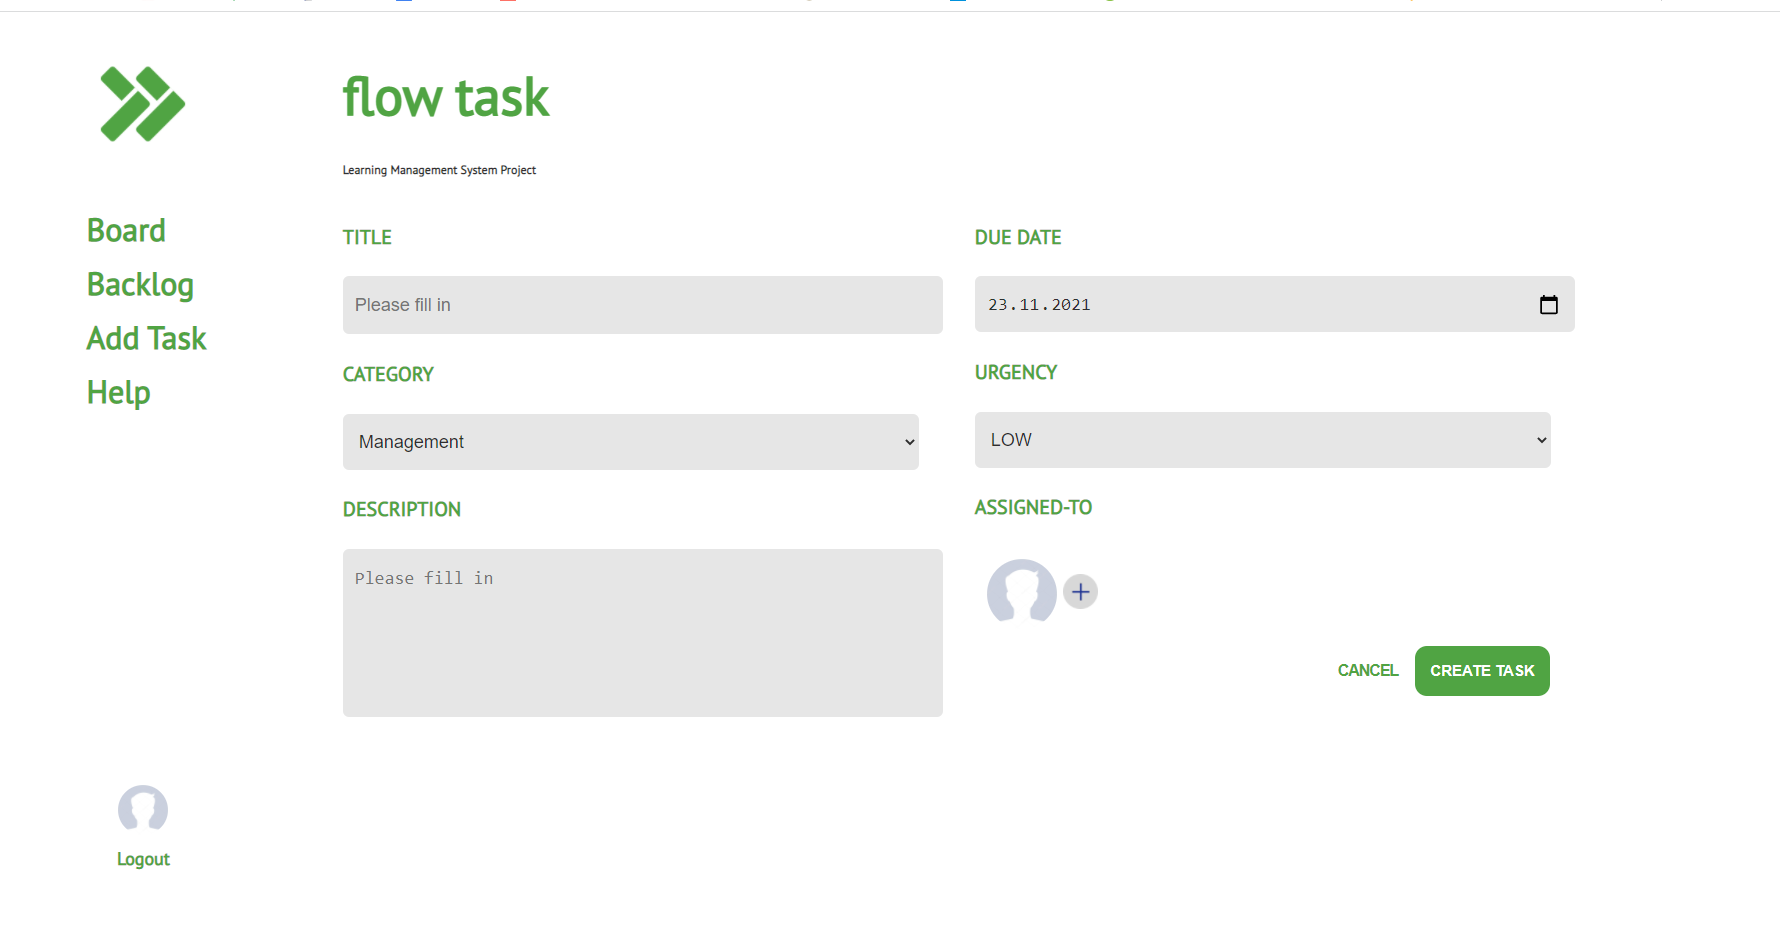 flow task
Learning Management System Project
Board
Backlog
Add Task
Help
TITLE
Please fill in
DUE DATE
23.11.2021
CATEGORY
Management
URGENCY
LOW
DESCRIPTION
Please fill in
ASSIGNED-TO
CANCEL
CREATE TASK
Logout